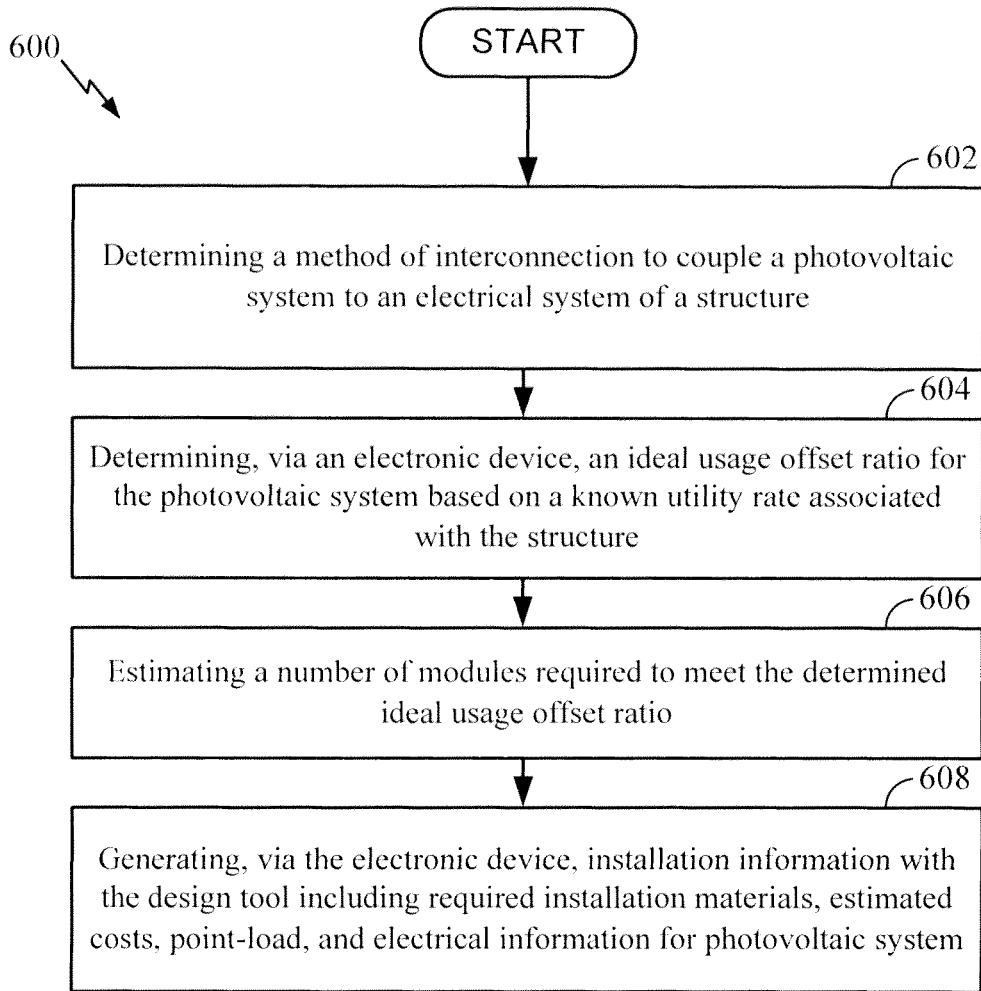 START
600
602
Determining a method of interconnection to couple a photovoltaic
system to an electrical system of a structure
604
Determining, via an electronic device, an ideal usage offset ratio for
the photovoltaic system based on a known utility rate associated
with the structure
606
Estimating a number of modules required to meet the determined
ideal usage offset ratio
608
Generating, via the electronic device, installation information with
the design tool including required installation materials, estimated
costs, point-load, and electrical information for photovoltaic system